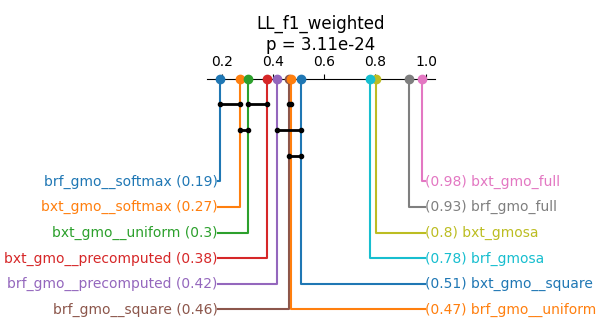 LL_f1_weighted
p = 3.11e-24
0.2 0.4 0.6 0.8 1.0
brf_gmo__softmax (0.19) (0.98) bxt_gmo_full
bxt_gmo__softmax (0.27) (0.93) brf_gmo_full
bxt_gmo__uniform (0.3) (0.8) bxt_gmosa
bxt_gmo__precomputed (0.38) (0.78) brf_gmosa
brf_gmo__precomputed (0.42) (0.51) bxt_gmo__square
brf_gmo__square (0.46) (0.47) brf_gmo__uniform